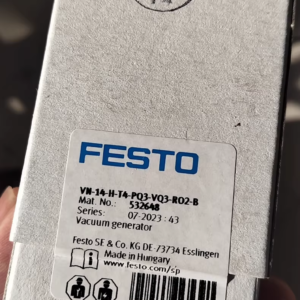 FESTO
VN-14-H-T4-PQ3-VQ3-RO2-B
Mat. No.: 532648
Series: 07-2023 : 43
Vacuum generator
Festo SE & Co. KG DE-73734 Esslingen
Made in Hungary
www.festo.com/sp